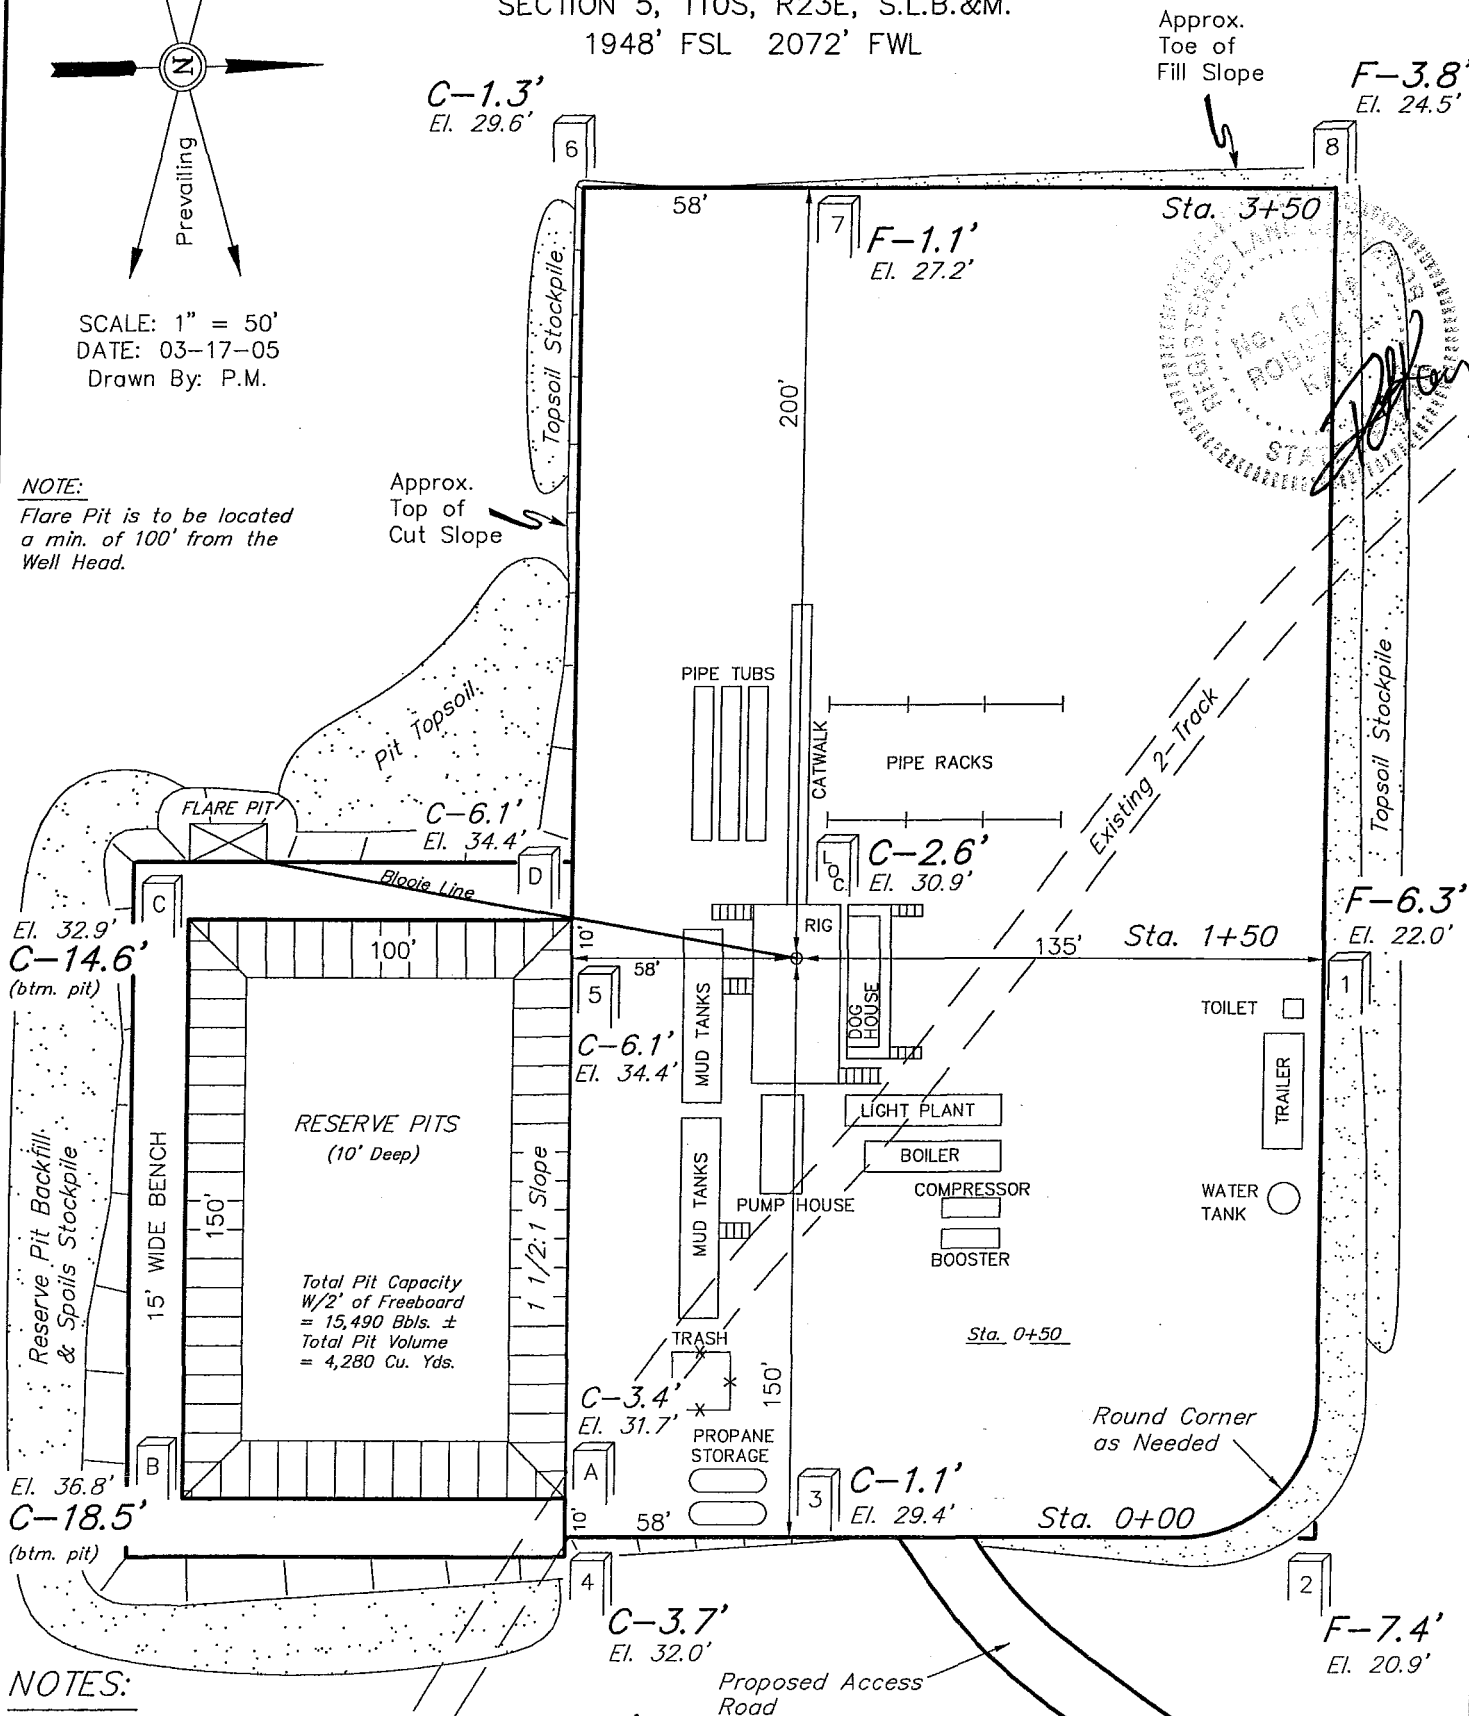 SECTION 5, T10S, R23E, S.L.B.&M.
1948' FSL 2072' FWL
N
Prevailing
SCALE: 1" = 50'
DATE: 03-17-05
Drawn By: P.M.
Approx.
Toe of
Fill Slope
C-1.3'
El. 29.6'
6
F-3.8'
El. 24.5'
8
58'
7
F-1.1'
El. 27.2'
Sta. 3+50
REGISTERED LAND
No. 161
KAY
Topsoil Stockpile
200'
NOTE:
Flare Pit is to be located
a min. of 100' from the
Well Head.
Approx.
Top of
Cut Slope
Pit Topsoil
PIPE TUBS
CATWALK
PIPE RACKS
Existing 2-Track
Topsoil Stockpile
FLARE PIT
C-6.1'
El. 34.4'
D
Blooie Line
LOC.
C-2.6'
El. 30.9'
C
El. 32.9'
C-14.6'
(btm. pit)
100'
10'
58'
RIG
135'
Sta. 1+50
F-6.3'
El. 22.0'
1
5
C-6.1'
El. 34.4'
MUD TANKS
DOG
HOUSE
TOILET
TRAILER
RESERVE PITS
(10' Deep)
LIGHT PLANT
BOILER
COMPRESSOR
BOOSTER
PUMP HOUSE
MUD TANKS
WATER
TANK
Reserve Pit Backfill
& Spoils Stockpile
15' WIDE BENCH
150'
1 1/2:1 Slope
Total Pit Capacity
W/2' of Freeboard
= 15,490 Bbls. ±
Total Pit Volume
= 4,280 Cu. Yds.
TRASH
Sta. 0+50
C-3.4'
El. 31.7'
150'
PROPANE
STORAGE
Round Corner
as Needed
B
El. 36.8'
C-18.5'
(btm. pit)
A
10'
58'
3
C-1.1'
El. 29.4'
Sta. 0+00
4
C-3.7'
El. 32.0'
2
F-7.4'
El. 20.9'
Proposed Access
Road
NOTES: